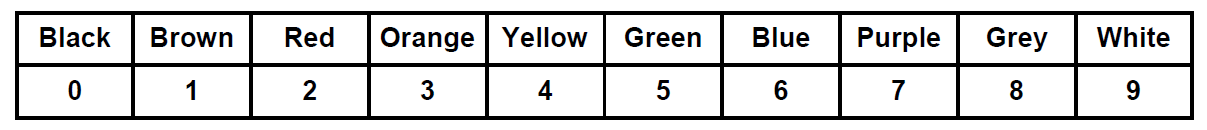 Black Brown Red Orange Yellow Green Blue Purple Grey White
0 1 2 3 4 5 6 7 8 9